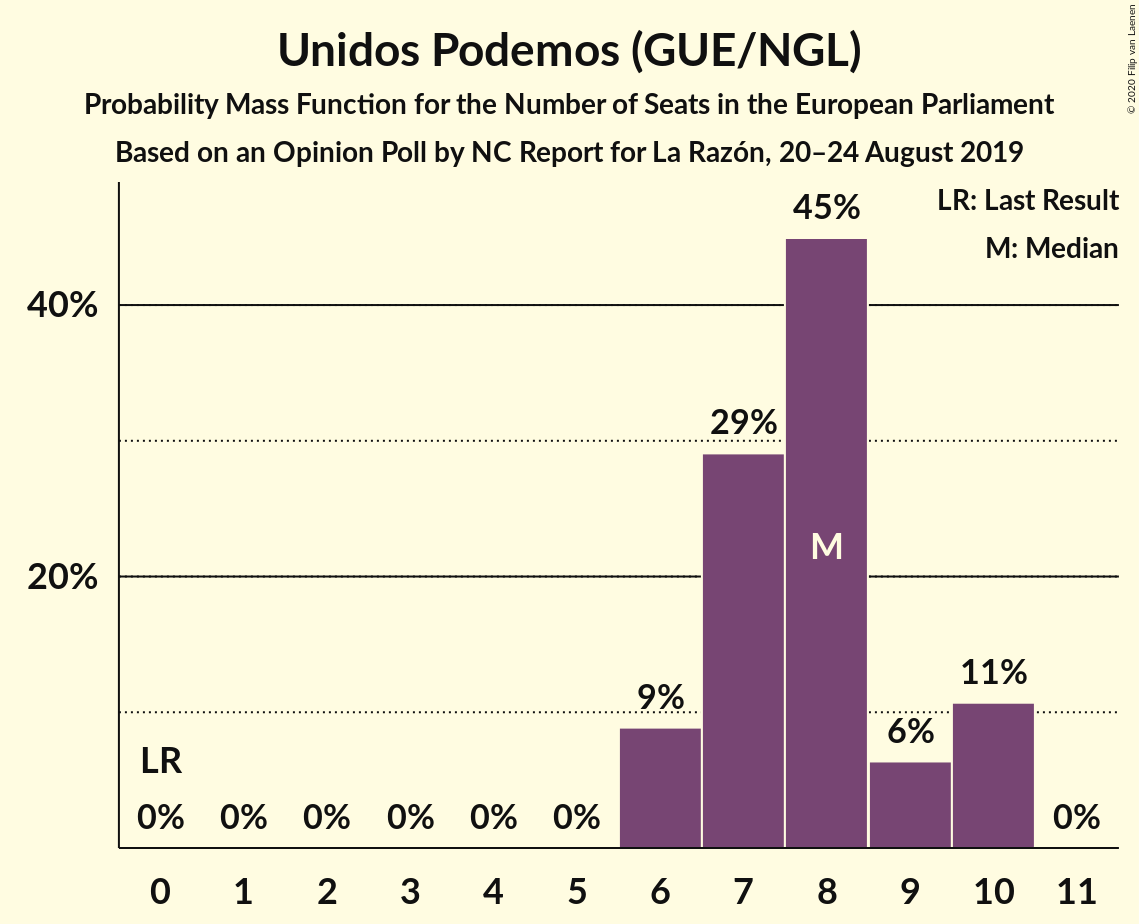 Unidos Podemos (GUE/NGL)
Probability Mass Function for the Number of Seats in the European Parliament
Based on an Opinion Poll by NC Report for La Razón, 20–24 August 2019
© 2020 Filip van Laenen
LR: Last Result
M: Median
45%
40%
29%
M
20%
11%
9%
6%
LR
0% 0% 0% 0% 0% 0% 0%
0 1 2 3 4 5 6 7 8 9 10 11